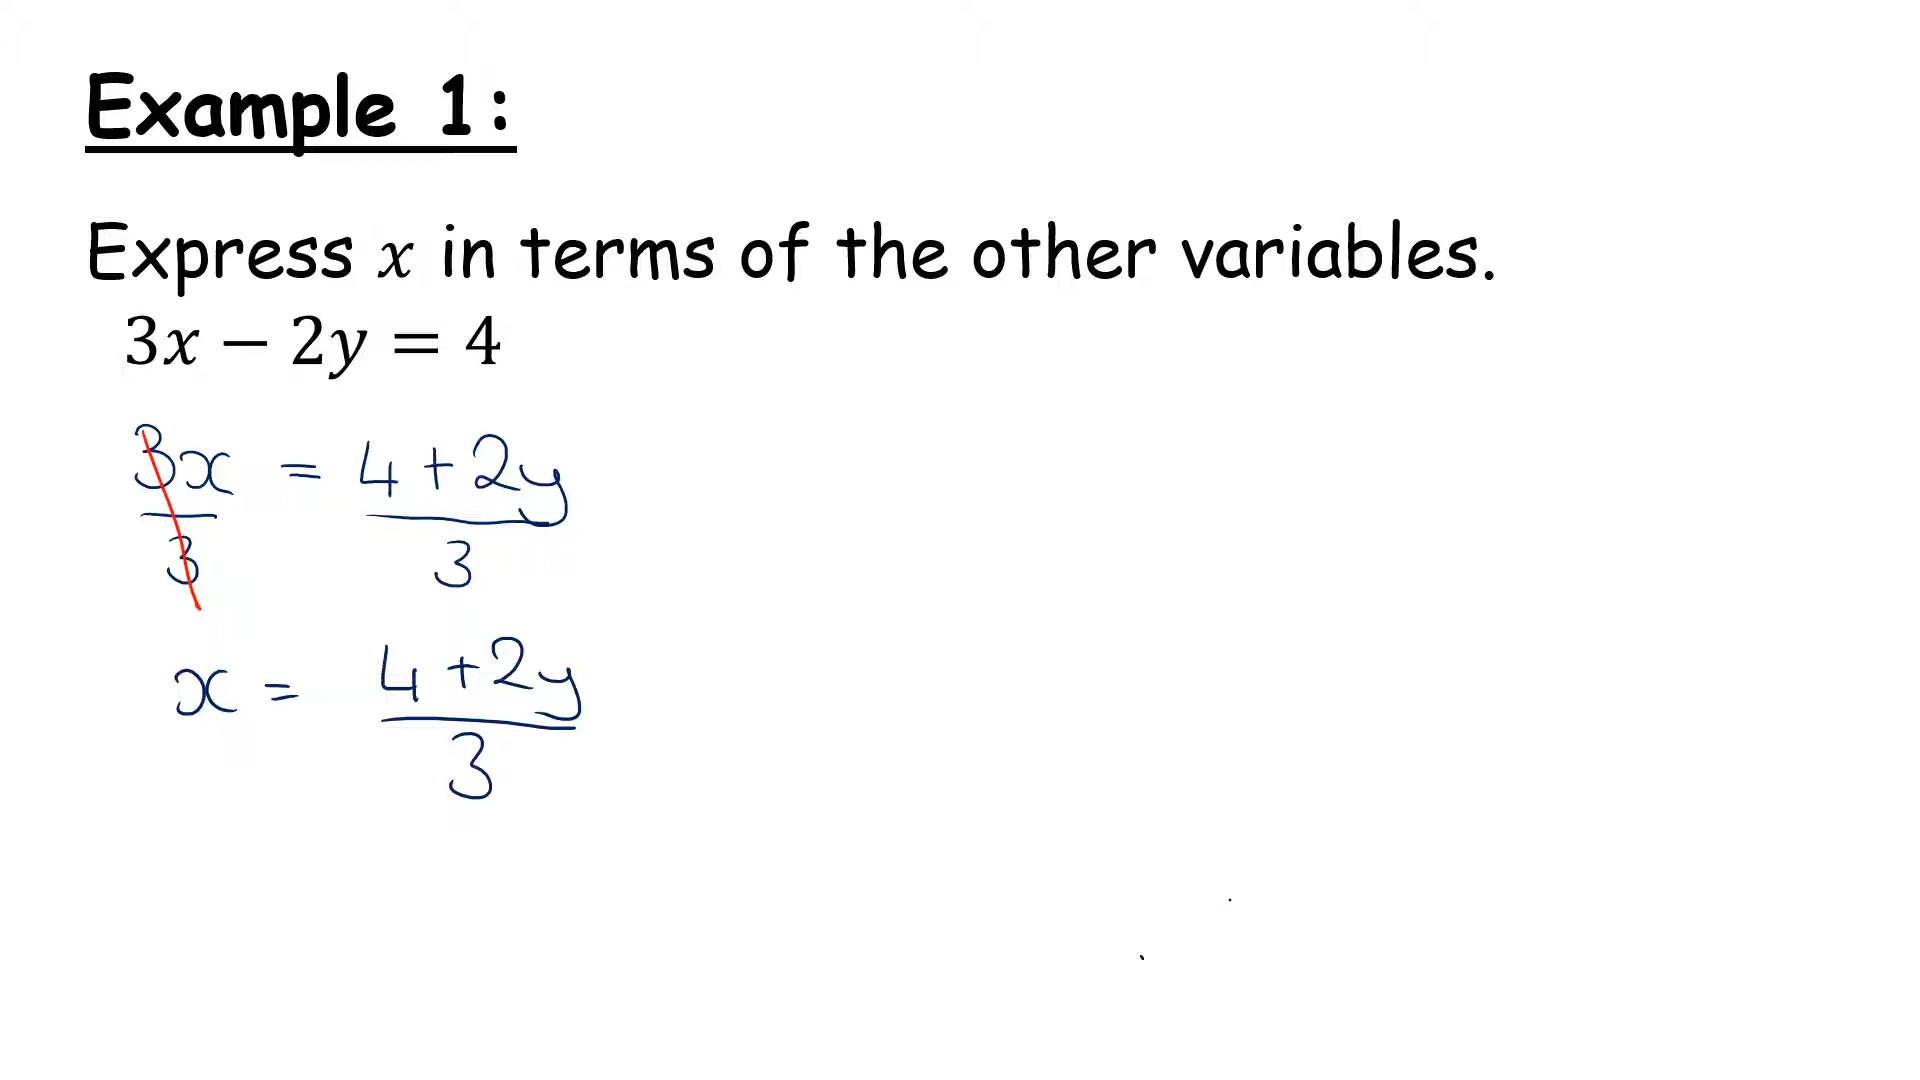 Example 1:
Express x in terms of the other variables.
3x − 2y = 4
3x = 4 + 2y
3 3
x = 4 + 2y
3